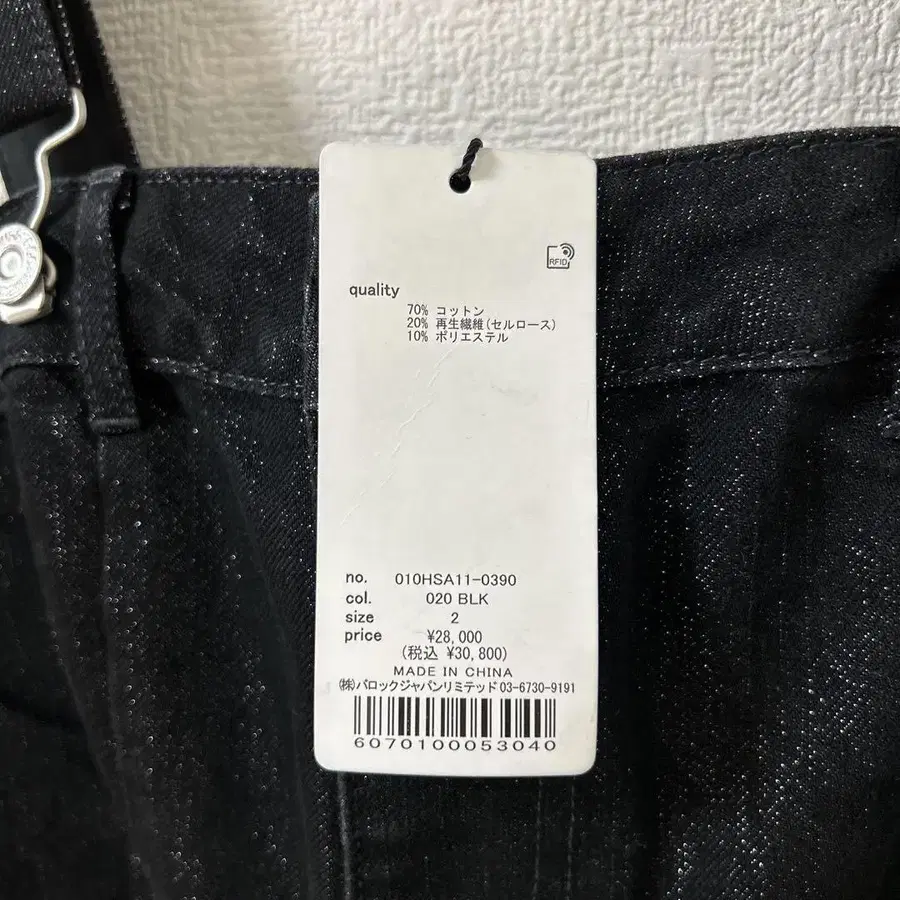 RFID
quality
70% コットン
20% 再生繊維(セルロース)
10% ポリエステル
no. 010HSA11-0390
col. 020 BLK
size 2
price ¥28,000
(税込 ¥30,800)
MADE IN CHINA
㈱バロックジャパンリミテッド 03-6730-9191
6070100053040